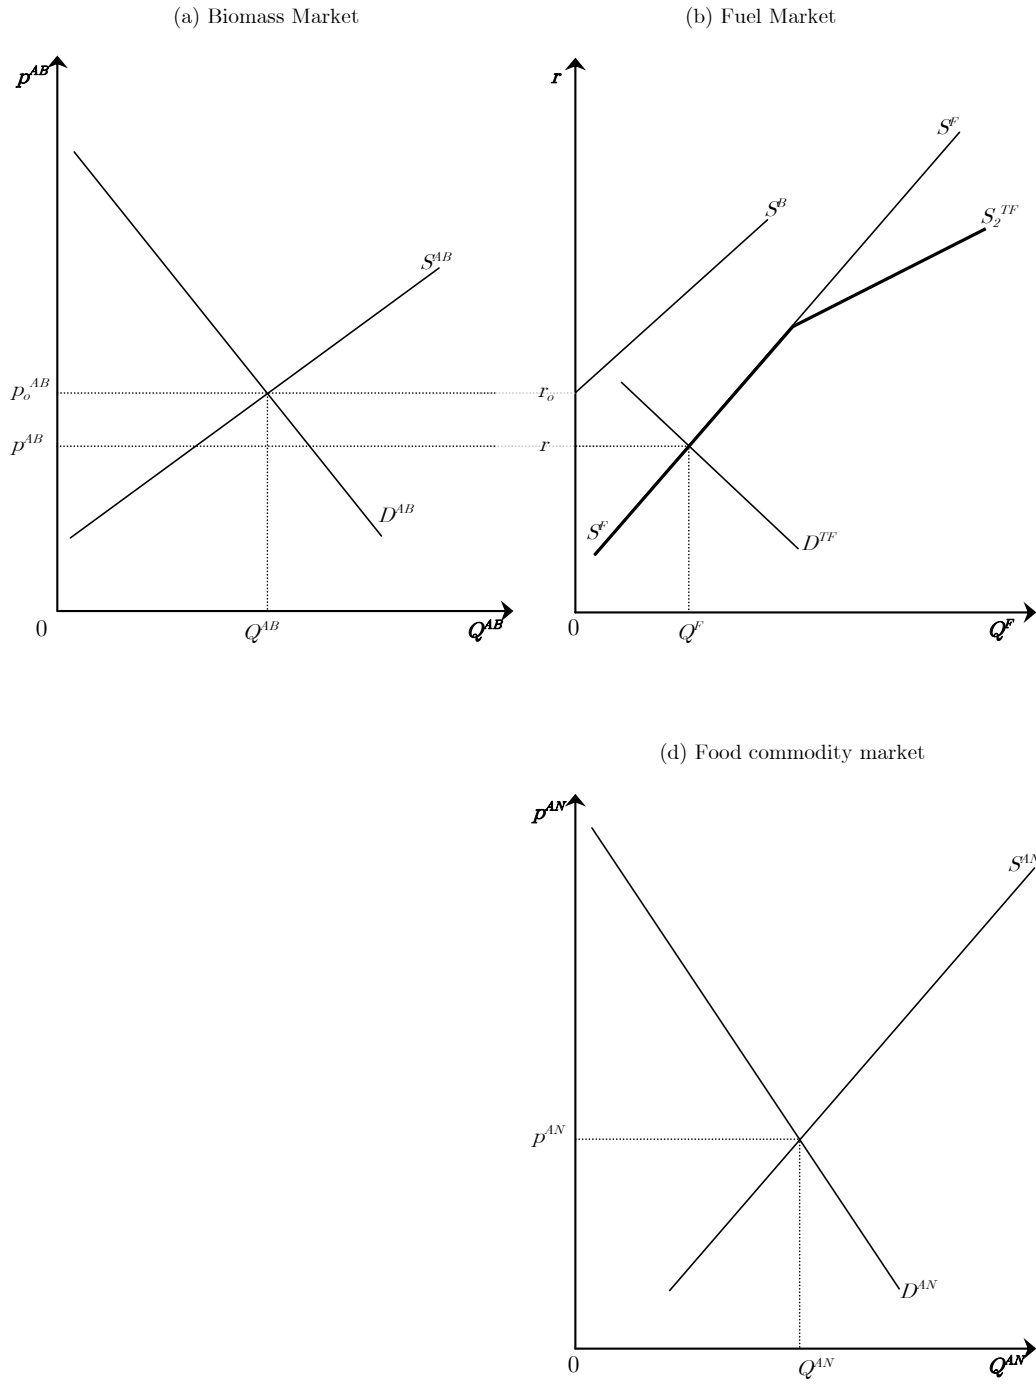 (a) Biomass Market
(b) Fuel Market
p^AB
r
S^F
S^B
S_2^TF
S^AB
p_o^AB
r_o
p^AB
r
D^AB
S^F
D^TF
0
Q^AB
Q^AB
0
Q^F
Q^F
(d) Food commodity market
p^AN
S^AN
p^AN
D^AN
0
Q^AN
Q^AN